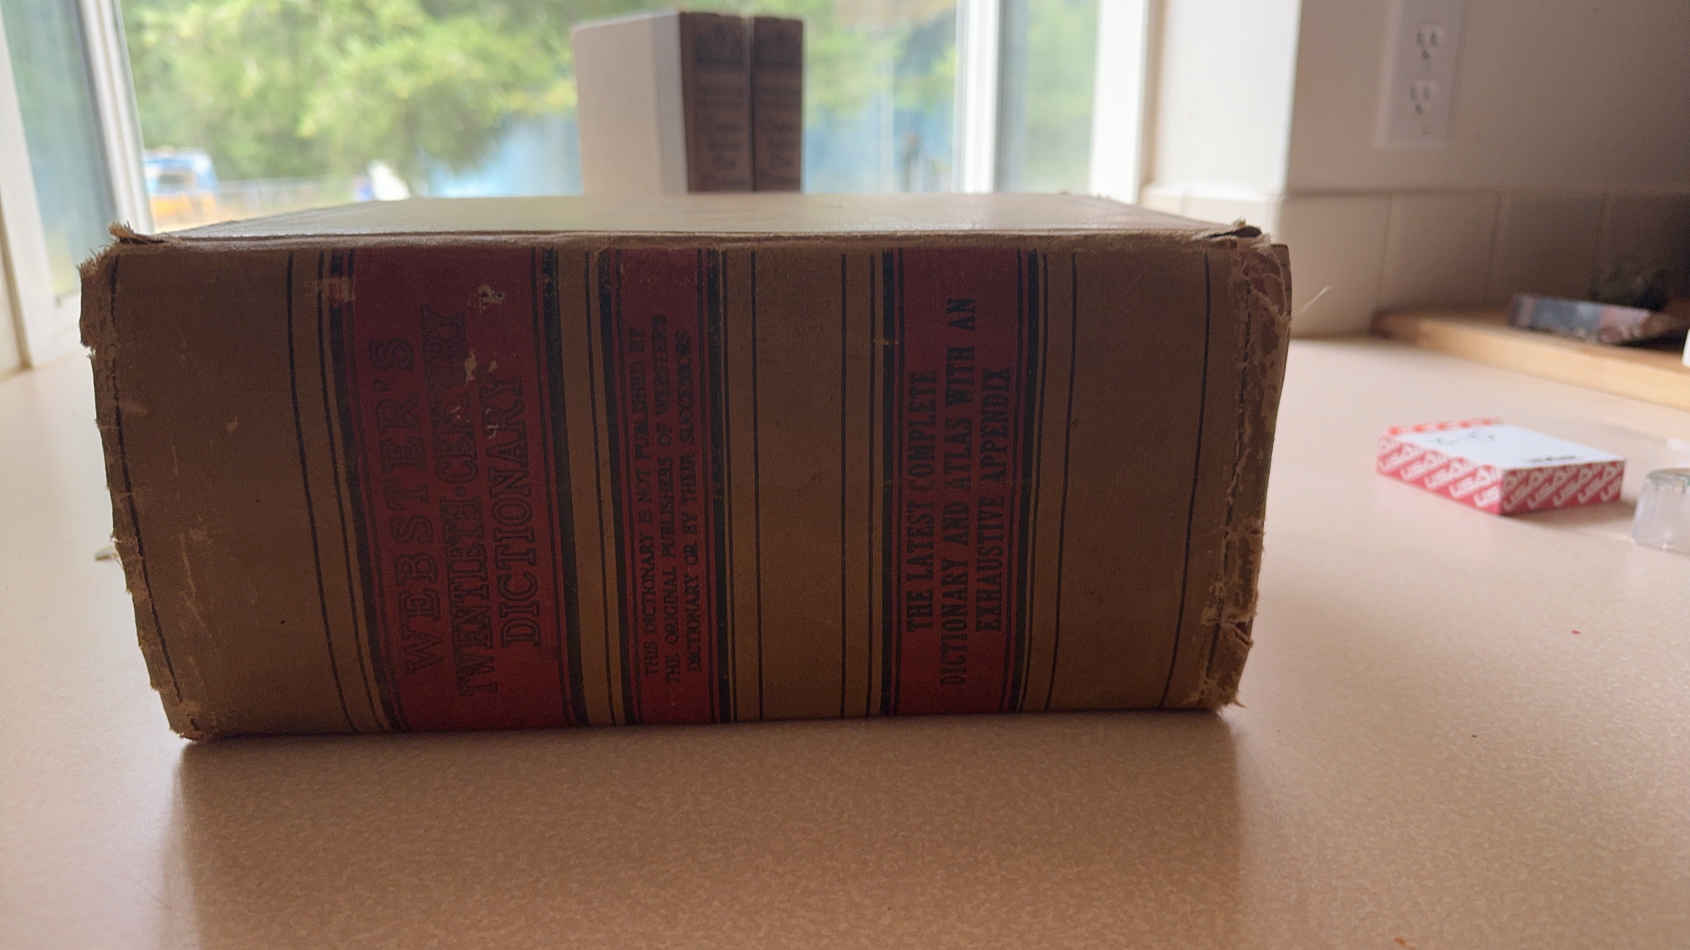 WEBSTER'S
TWENTIETH-CENTURY
DICTIONARY
THIS DICTIONARY IS NOT PUBLISHED BY
THE ORIGINAL PUBLISHERS OF WEBSTER'S
DICTIONARY OR BY THEIR SUCCESSORS
THE LATEST COMPLETE
DICTIONARY AND ATLAS WITH AN
EXHAUSTIVE APPENDIX